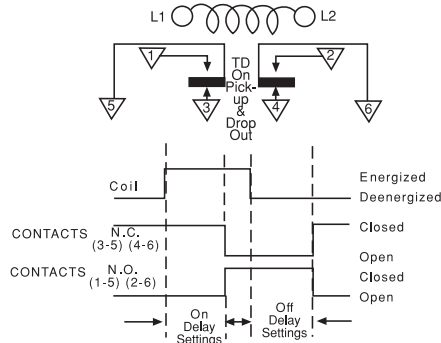 L1 L2
1 2
TD
On
Pick-
up
&
Drop
Out
5 3 4 6
Coil
Energized
Deenergized
CONTACTS N.C.
(3-5) (4-6)
Closed
Open
CONTACTS N.O.
(1-5) (2-6)
Closed
Open
On
Delay
Settings
Off
Delay
Settings